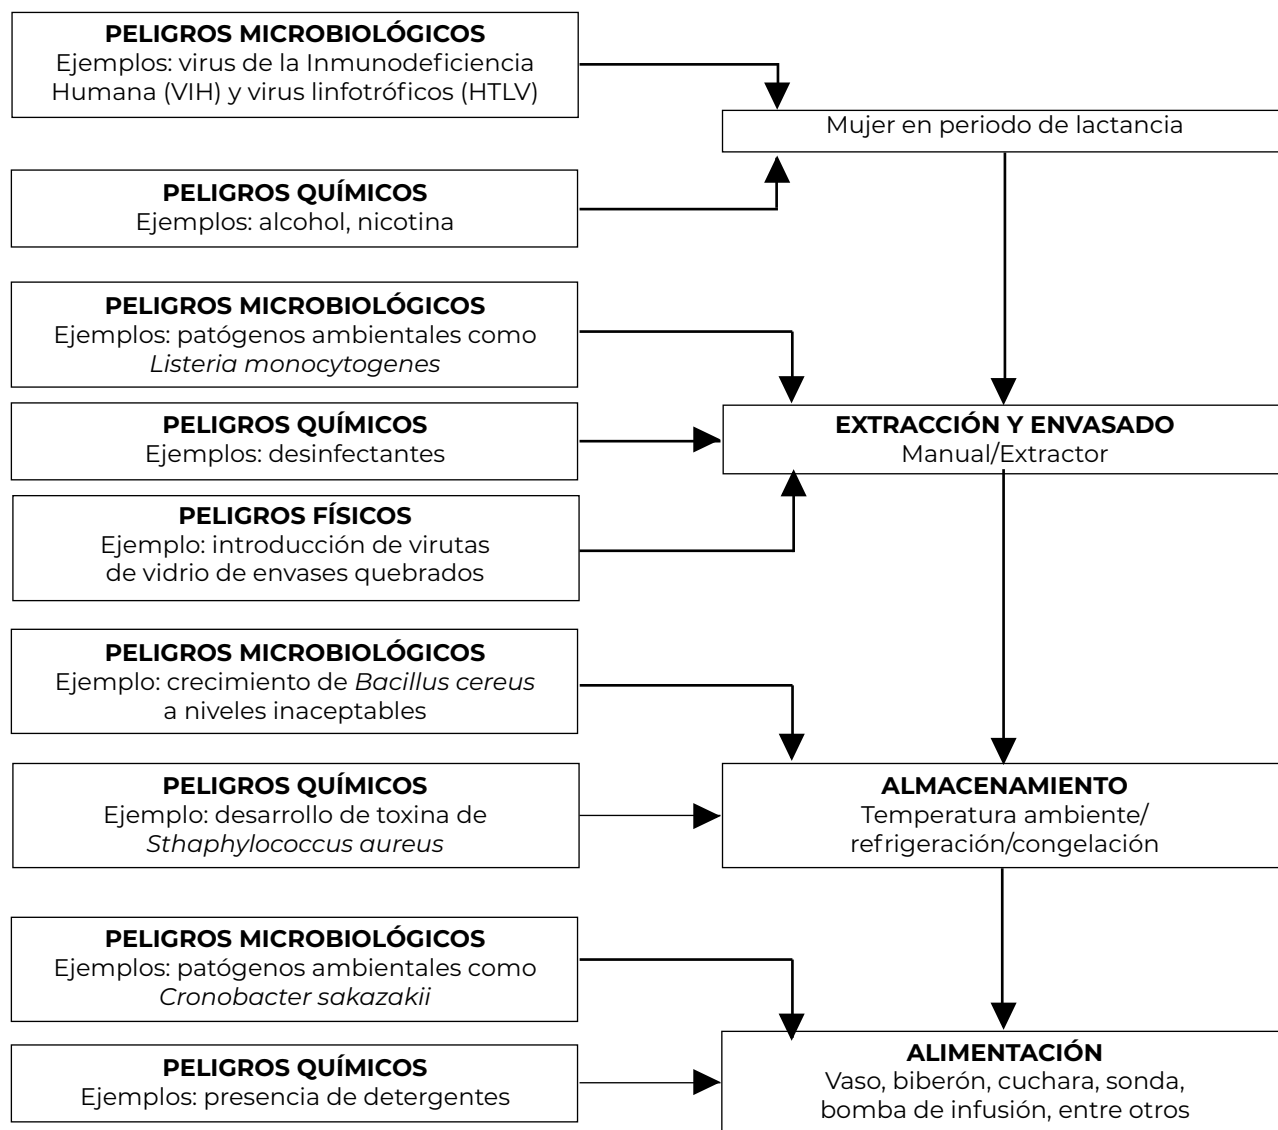 PELIGROS MICROBIOLÓGICOS
Ejemplos: virus de la Inmunodeficiencia
Humana (VIH) y virus linfotróficos (HTLV)
Mujer en periodo de lactancia
PELIGROS QUÍMICOS
Ejemplos: alcohol, nicotina
PELIGROS MICROBIOLÓGICOS
Ejemplos: patógenos ambientales como
Listeria monocytogenes
PELIGROS QUÍMICOS
Ejemplos: desinfectantes
EXTRACCIÓN Y ENVASADO
Manual/Extractor
PELIGROS FÍSICOS
Ejemplo: introducción de virutas
de vidrio de envases quebrados
PELIGROS MICROBIOLÓGICOS
Ejemplo: crecimiento de Bacillus cereus
a niveles inaceptables
PELIGROS QUÍMICOS
Ejemplo: desarrollo de toxina de
Sthaphylococcus aureus
ALMACENAMIENTO
Temperatura ambiente/
refrigeración/congelación
PELIGROS MICROBIOLÓGICOS
Ejemplos: patógenos ambientales como
Cronobacter sakazakii
PELIGROS QUÍMICOS
Ejemplos: presencia de detergentes
ALIMENTACIÓN
Vaso, biberón, cuchara, sonda,
bomba de infusión, entre otros